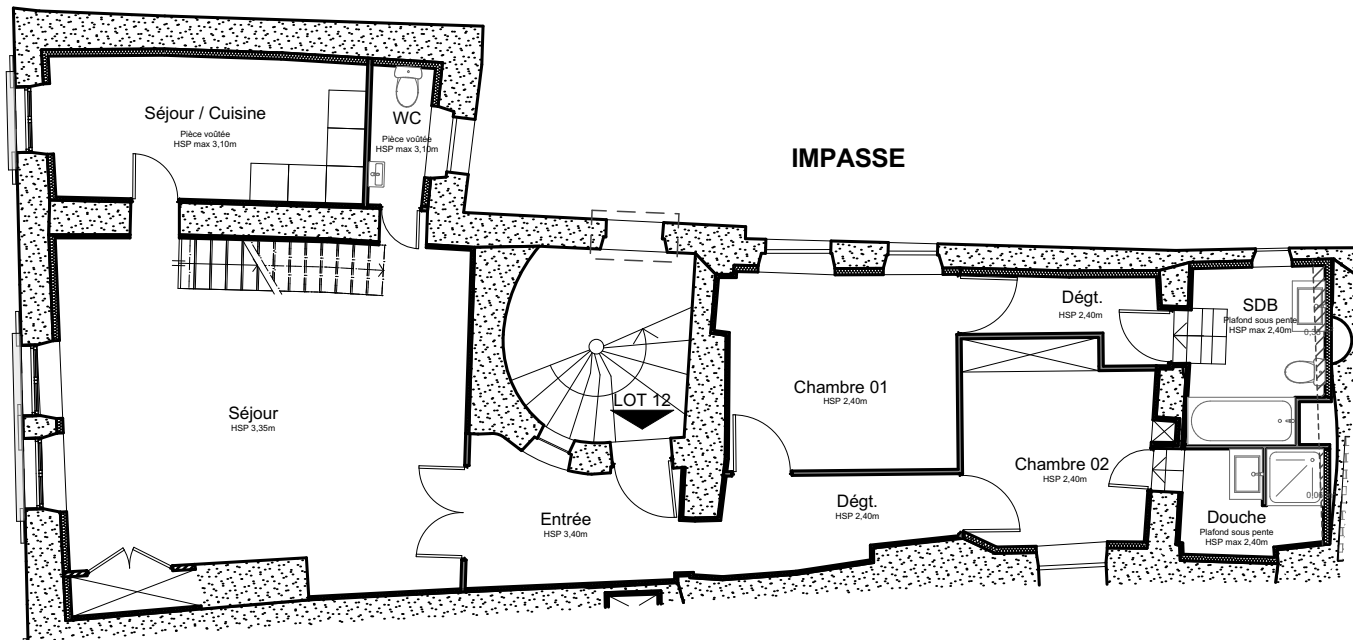 Séjour / Cuisine
Pièce voûtée
HSP max 3,10m
WC
Pièce voûtée
HSP max 3,10m
IMPASSE
Dégt.
HSP 2,40m
SDB
Plafond sous pente
HSP max 2,40m
Chambre 01
HSP 2,40m
LOT 12
Séjour
HSP 3,35m
Chambre 02
HSP 2,40m
Dégt.
HSP 2,40m
Entrée
HSP 3,40m
Douche
Plafond sous pente
HSP max 2,40m